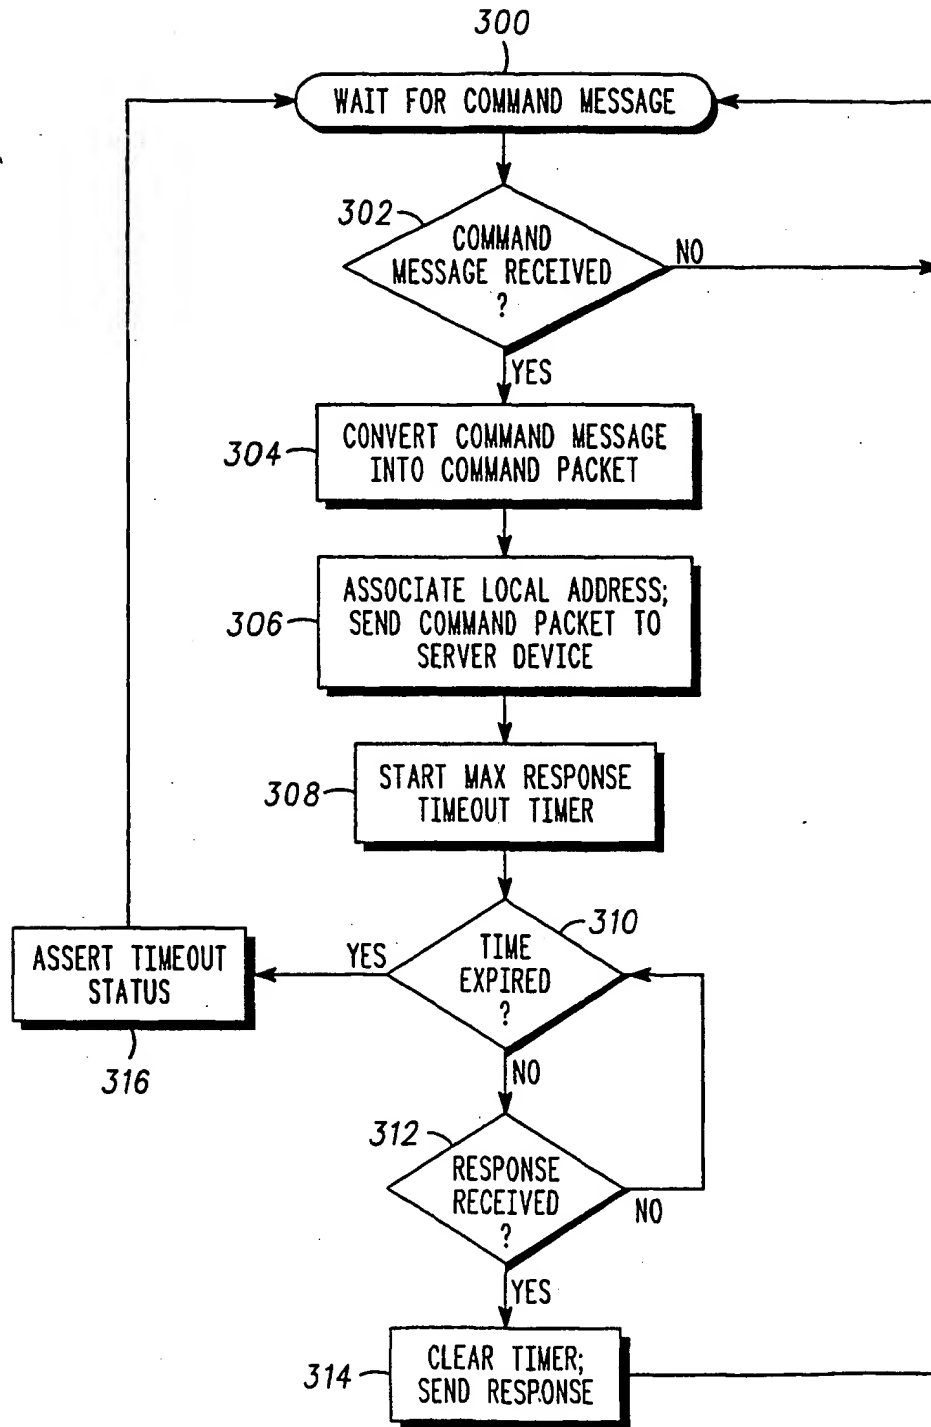 300
WAIT FOR COMMAND MESSAGE
302
COMMAND
MESSAGE RECEIVED
?
NO
YES
304
CONVERT COMMAND MESSAGE
INTO COMMAND PACKET
306
ASSOCIATE LOCAL ADDRESS;
SEND COMMAND PACKET TO
SERVER DEVICE
308
START MAX RESPONSE
TIMEOUT TIMER
310
TIME
EXPIRED
?
YES
ASSERT TIMEOUT
STATUS
316
NO
312
RESPONSE
RECEIVED
?
NO
YES
314
CLEAR TIMER;
SEND RESPONSE